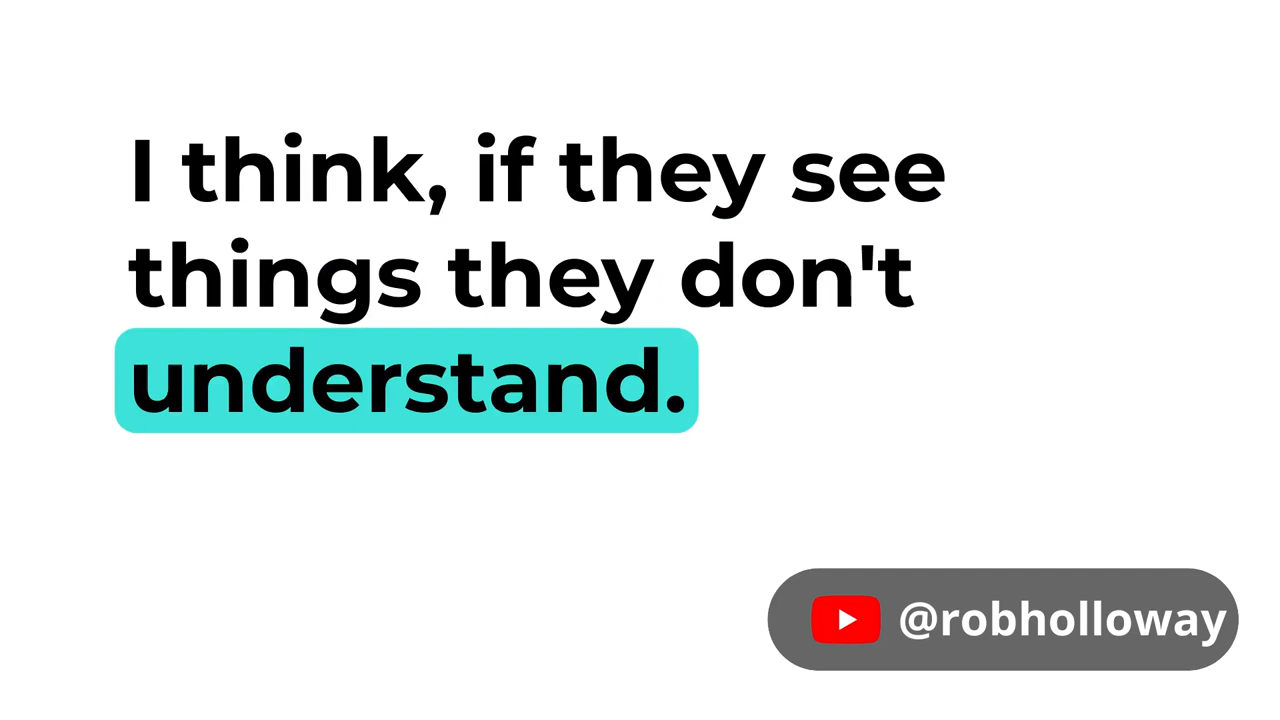 I think, if they see
things they don't
understand.
@robholloway